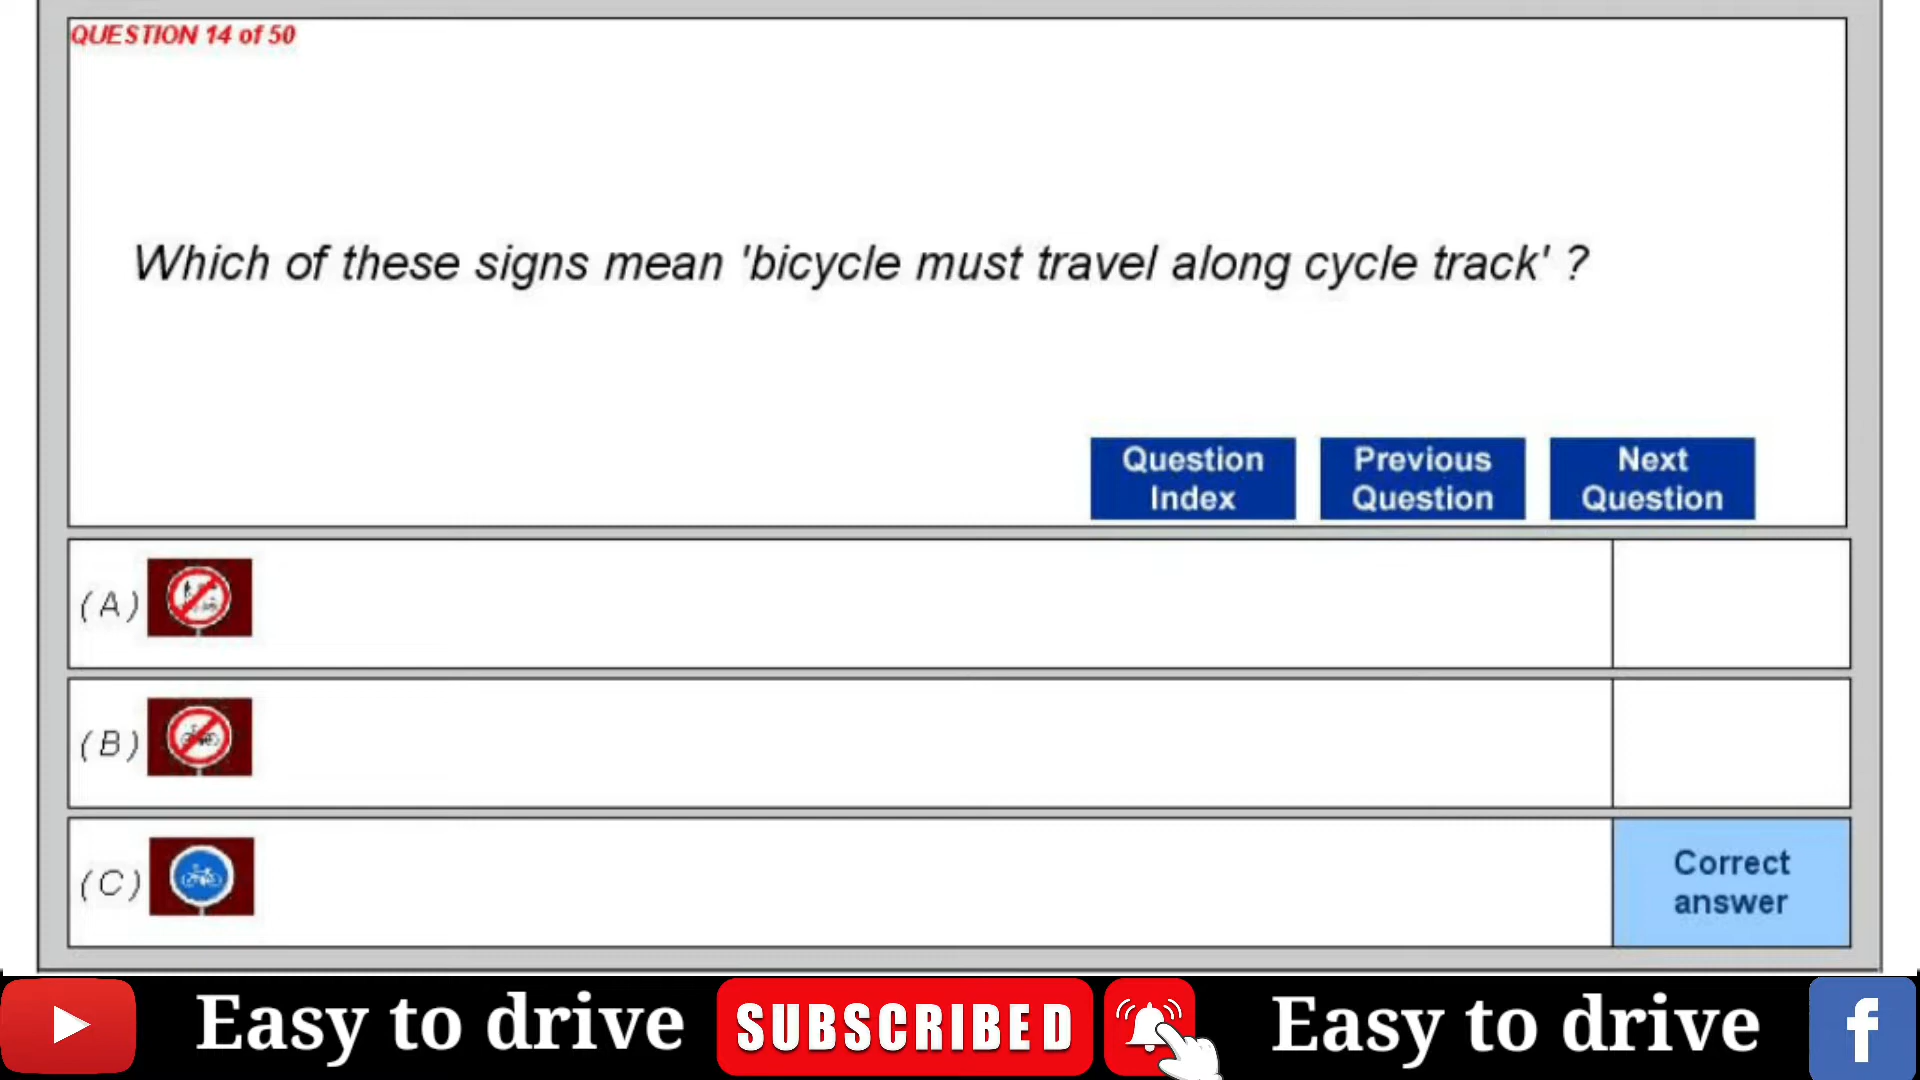 QUESTION 14 of 50
Which of these signs mean 'bicycle must travel along cycle track' ?
Question
Index
Previous
Question
Next
Question
(A)
(B)
(C)
Correct
answer
Easy to drive
SUBSCRIBED
Easy to drive
f